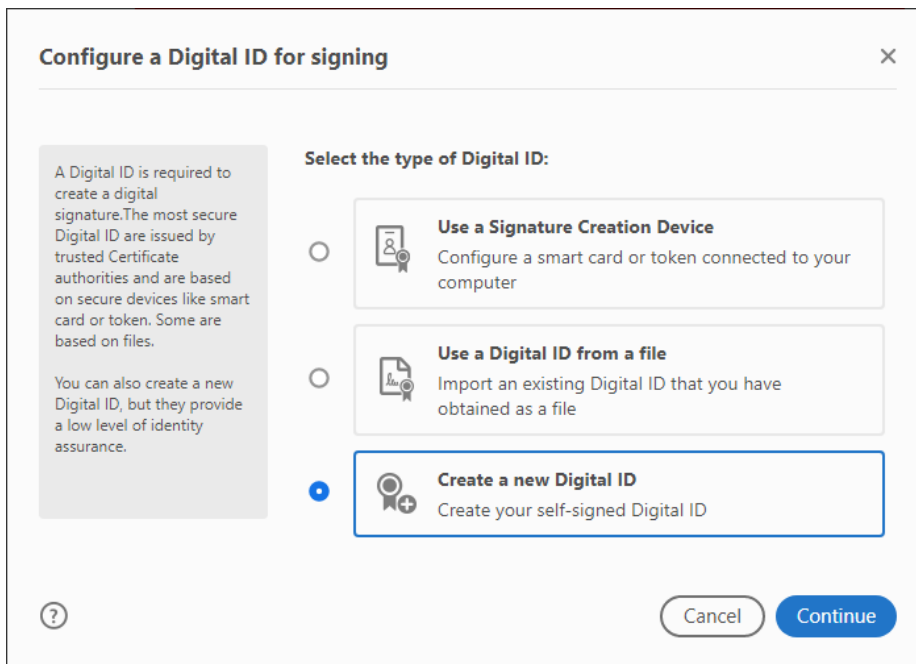 Configure a Digital ID for signing
A Digital ID is required to
create a digital
signature.The most secure
Digital ID are issued by
trusted Certificate
authorities and are based
on secure devices like smart
card or token. Some are
based on files.
You can also create a new
Digital ID, but they provide
a low level of identity
assurance.
Select the type of Digital ID:
Use a Signature Creation Device
Configure a smart card or token connected to your
computer
Use a Digital ID from a file
Import an existing Digital ID that you have
obtained as a file
Create a new Digital ID
Create your self-signed Digital ID
?
Cancel
Continue